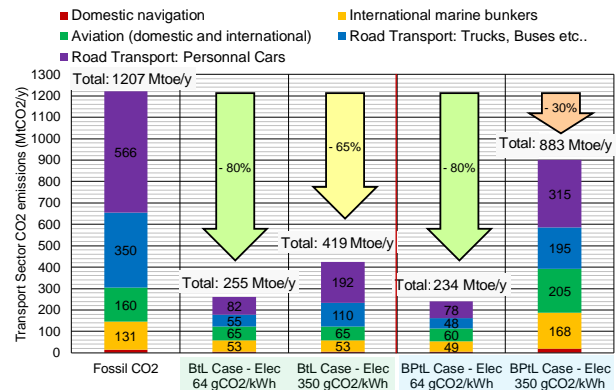 Domestic navigation
International marine bunkers
Aviation (domestic and international)
Road Transport: Trucks, Buses etc..
Road Transport: Personnal Cars
Transport Sector CO2 emissions (MtCO2/y)
1300
1200
1100
1000
900
800
700
600
500
400
300
200
100
0
Total: 1207 Mtoe/y
566
350
160
131
- 80%
Total: 255 Mtoe/y
82
55
65
53
- 65%
Total: 419 Mtoe/y
192
110
65
53
- 80%
Total: 234 Mtoe/y
78
48
60
49
- 30%
Total: 883 Mtoe/y
315
195
205
168
Fossil CO2
BtL Case - Elec
64 gCO2/kWh
BtL Case - Elec
350 gCO2/kWh
BPtL Case - Elec
64 gCO2/kWh
BPtL Case - Elec
350 gCO2/kWh